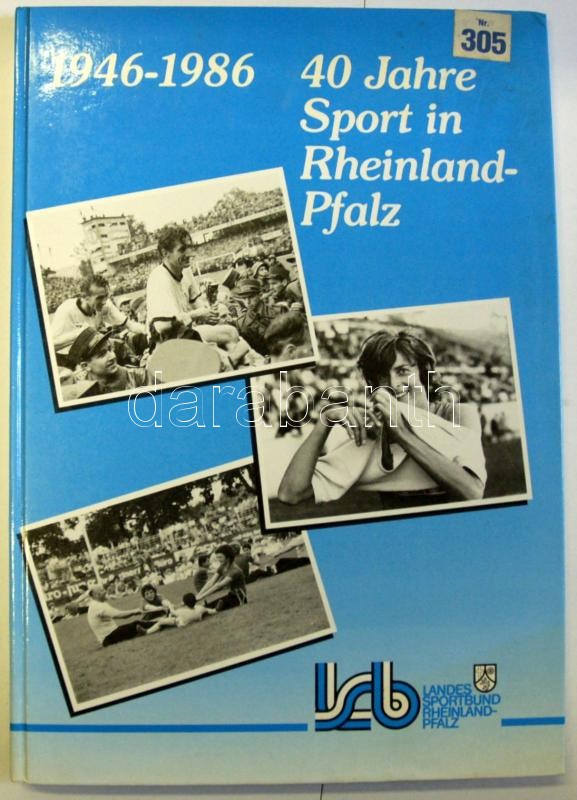 Nr.
305
1946-1986
40 Jahre
Sport in
Rheinland-
Pfalz
darabanth
lsb
LANDES
SPORTBUND
RHEINLAND-
PFALZ